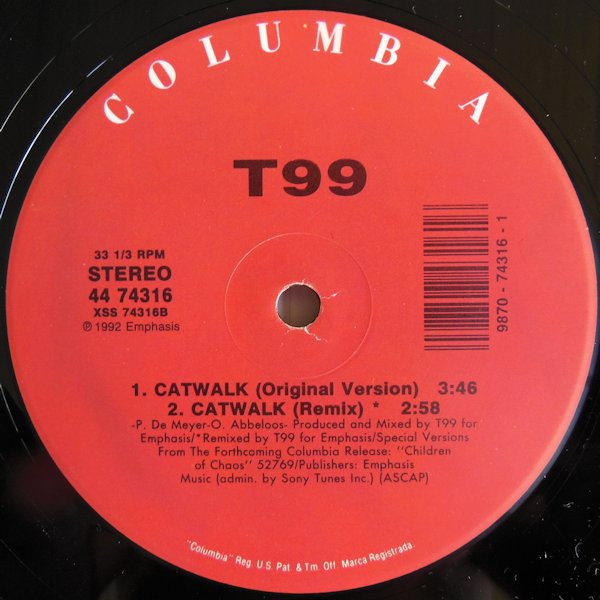 COLUMBIA
T99
33 1/3 RPM
STEREO
44 74316
XSS 74316B
℗ 1992 Emphasis
9870 - 74316 - 1
1. CATWALK (Original Version) 3:46
2. CATWALK (Remix) * 2:58
-P. De Meyer-O. Abbeloos- Produced and Mixed by T99 for
Emphasis/*Remixed by T99 for Emphasis/Special Versions
From The Forthcoming Columbia Release: "Children
of Chaos" 52769/Publishers: Emphasis
Music (admin. by Sony Tunes Inc.) (ASCAP)
"Columbia" Reg. U.S. Pat. & Tm. Off. Marca Registrada.